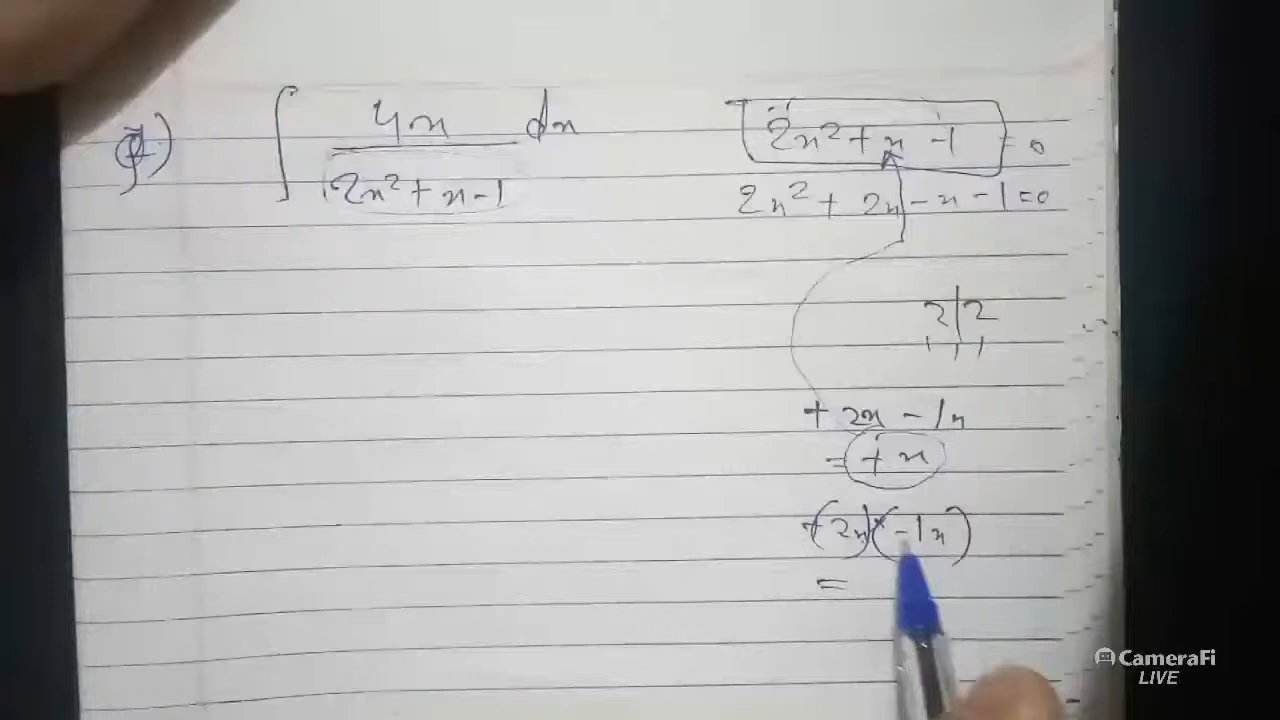 ∫ 4x / 2x² + x - 1 dx
2x² + x - 1 = 0
2x² + 2x - x - 1 = 0
2 | 2
+ 2x - 1x
= + x
+(2x)×(-1x)
=
CameraFi
LIVE